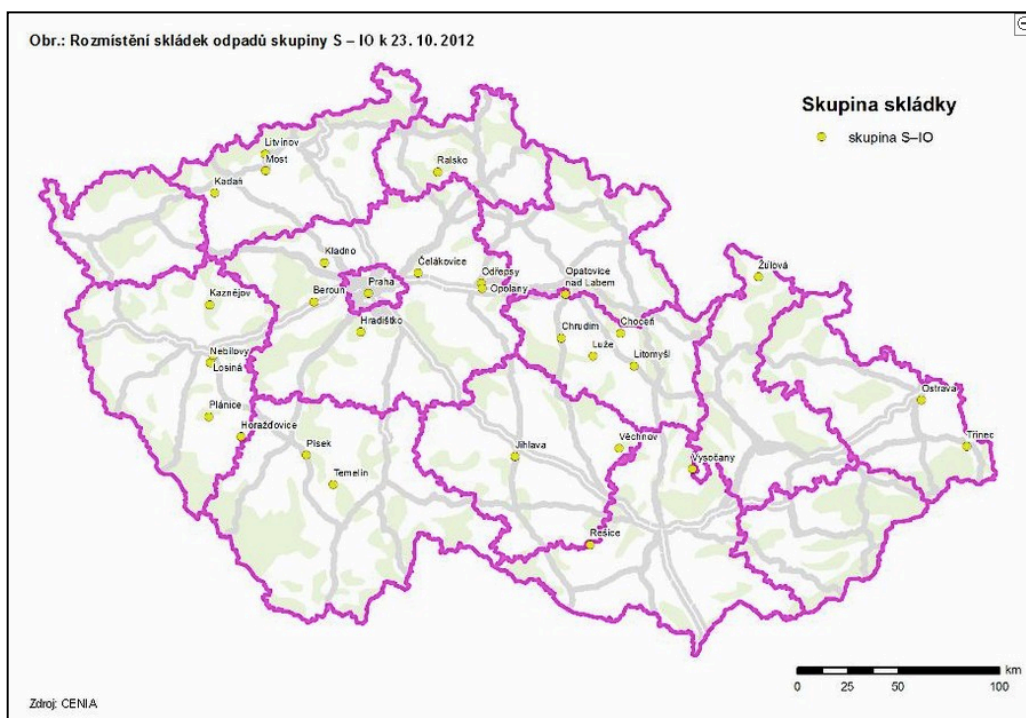 Obr.: Rozmístění skládek odpadů skupiny S – IO k 23. 10. 2012
Skupina skládky
skupina S–IO
Litvínov
Most
Kadaň
Ralsko
Kladno
Čelákovice
Odřepsy
Opolany
Opatovice
nad Labem
Žulová
Kaznějov
Beroun
Praha
Hradištko
Chrudim
Choceň
Luže
Litomyšl
Nebílovy
Losiná
Ostrava
Plánice
Horažďovice
Písek
Jihlava
Věchnov
Vysočany
Třinec
Temelín
Rešice
km
0 25 50 100
Zdroj: CENIA